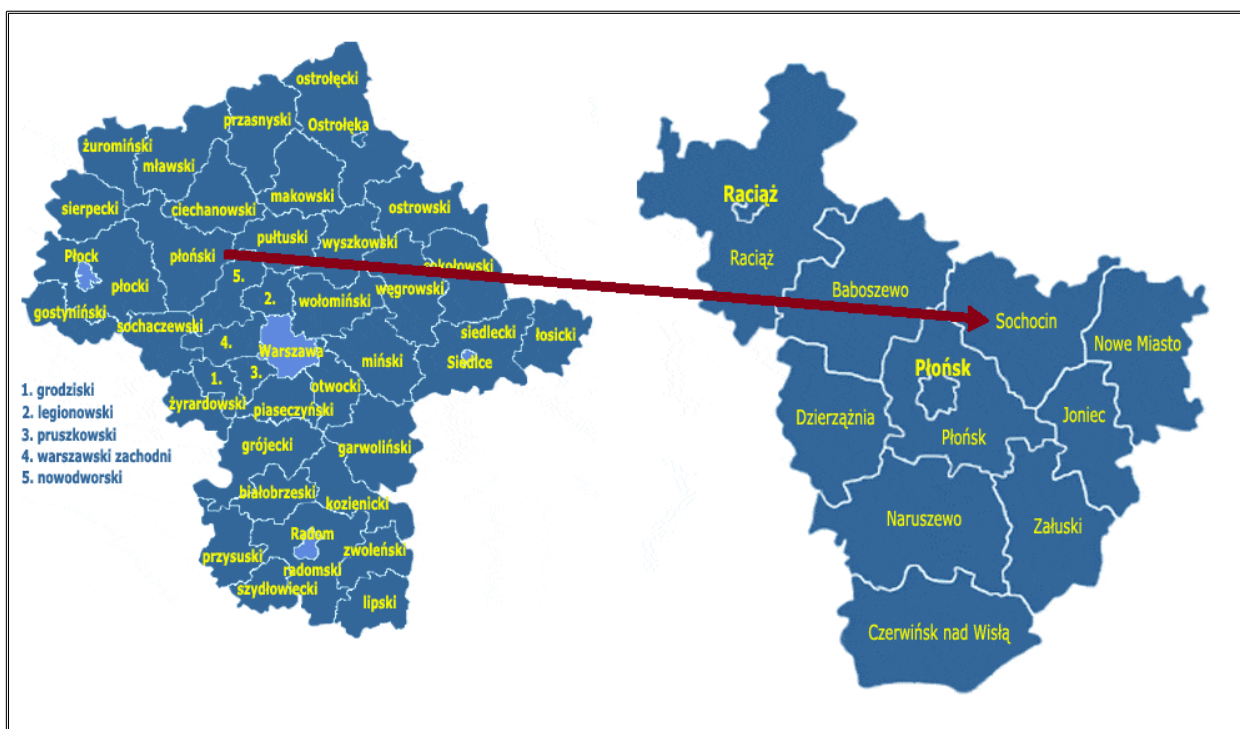 ostrołęcki
przasnyski
Ostrołęka
żuromiński
mławski
makowski
sierpecki
ciechanowski
ostrowski
pułtuski
wyszkowski
Płock
płoński
sokołowski
5.
płocki
węgrowski
2.
wołomiński
gostyniński
sochaczewski
siedlecki
łosicki
4.
Warszawa
Siedlce
miński
3.
1.
otwocki
żyrardowski
piaseczyński
1. grodziski
2. legionowski
3. pruszkowski
4. warszawski zachodni
5. nowodworski
grójecki
garwoliński
białobrzeski
kozienicki
Radom
przysuski
zwoleński
radomski
szydłowiecki
lipski
Raciąż
Raciąż
Baboszewo
Sochocin
Nowe Miasto
Płońsk
Dzierzążnia
Joniec
Płońsk
Naruszewo
Załuski
Czerwińsk nad Wisłą